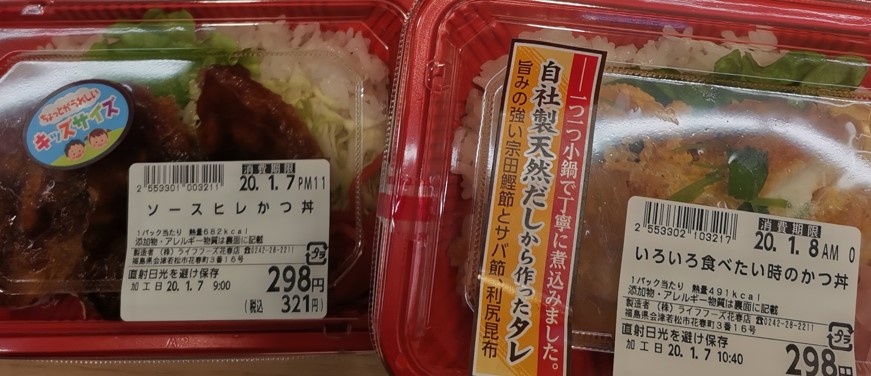 ちょっとがうれしい
キッズサイズ
2 553301 003211
消費期限
20.1.7 PM11
ソースヒレかつ丼
1パック当たり 熱量682kcal
添加物・アレルギー物質は裏面に記載
製造者 (株)ライフフーズ花春店 ☎0242-28-2211
福島県会津若松市花春町3番16号
直射日光を避け保存
加工日 20.1.7 9:00
プラ
298円
(税込 321円)
一つ一つ小鍋で丁寧に煮込みました。
自社製天然だしから作ったタレ
旨みの強い宗田鰹節とサバ節、利尻昆布
2 553301 103217
消費期限
20.1.8 AM 0
いろいろ食べたい時のかつ丼
1パック当たり 熱量491kcal
添加物・アレルギー物質は裏面に記載
製造者 (株)ライフフーズ花春店 ☎0242-28-2211
福島県会津若松市花春町3番16号
直射日光を避け保存
加工日 20.1.7 10:40
プラ
298円